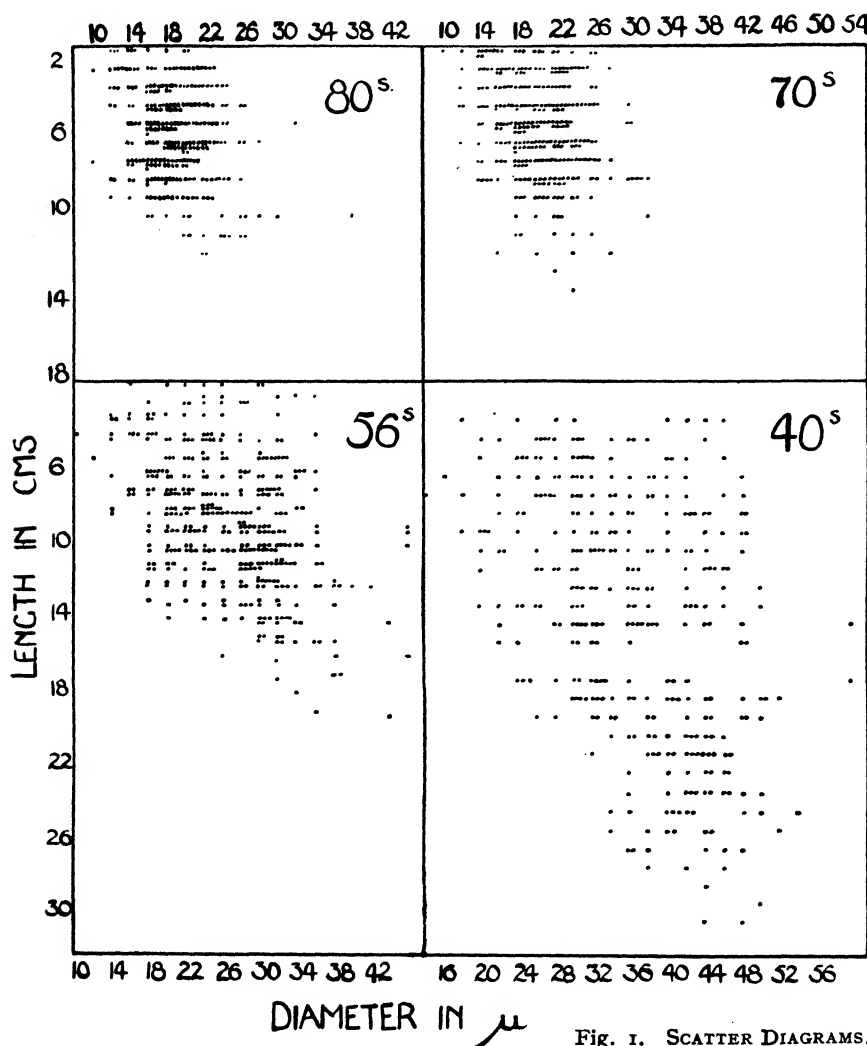 10 14 18 22 26 30 34 38 42
10 14 18 22 26 30 34 38 42 46 50 54
2
6
10
14
18
80s.
70s
6
10
14
18
22
26
30
56s
40s
LENGTH IN CMS
10 14 18 22 26 30 34 38 42
16 20 24 28 32 36 40 44 48 52 56
DIAMETER IN μ
Fig. 1. SCATTER DIAGRAMS